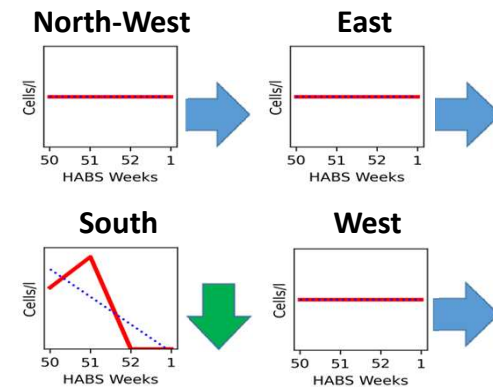 North-West
Cells/l
50 51 52 1
HABS Weeks
East
Cells/l
50 51 52 1
HABS Weeks
South
Cells/l
50 51 52 1
HABS Weeks
West
Cells/l
50 51 52 1
HABS Weeks